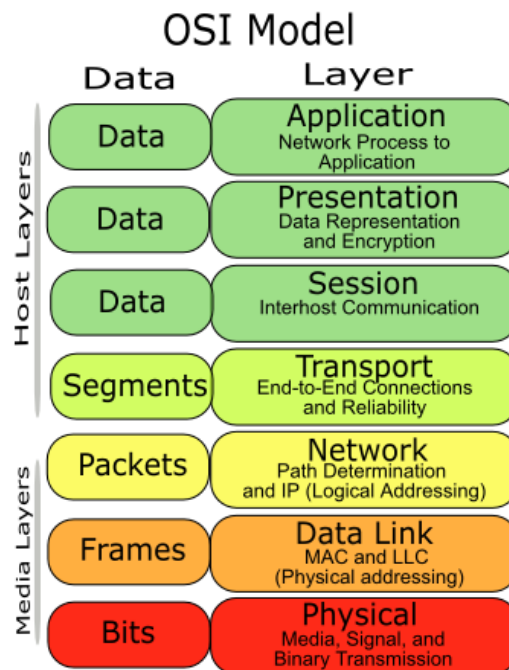 OSI Model
Data Layer
Host Layers
Data
Application
Network Process to
Application
Data
Presentation
Data Representation
and Encryption
Data
Session
Interhost Communication
Segments
Transport
End-to-End Connections
and Reliability
Media Layers
Packets
Network
Path Determination
and IP (Logical Addressing)
Frames
Data Link
MAC and LLC
(Physical addressing)
Bits
Physical
Media, Signal, and
Binary Transmission